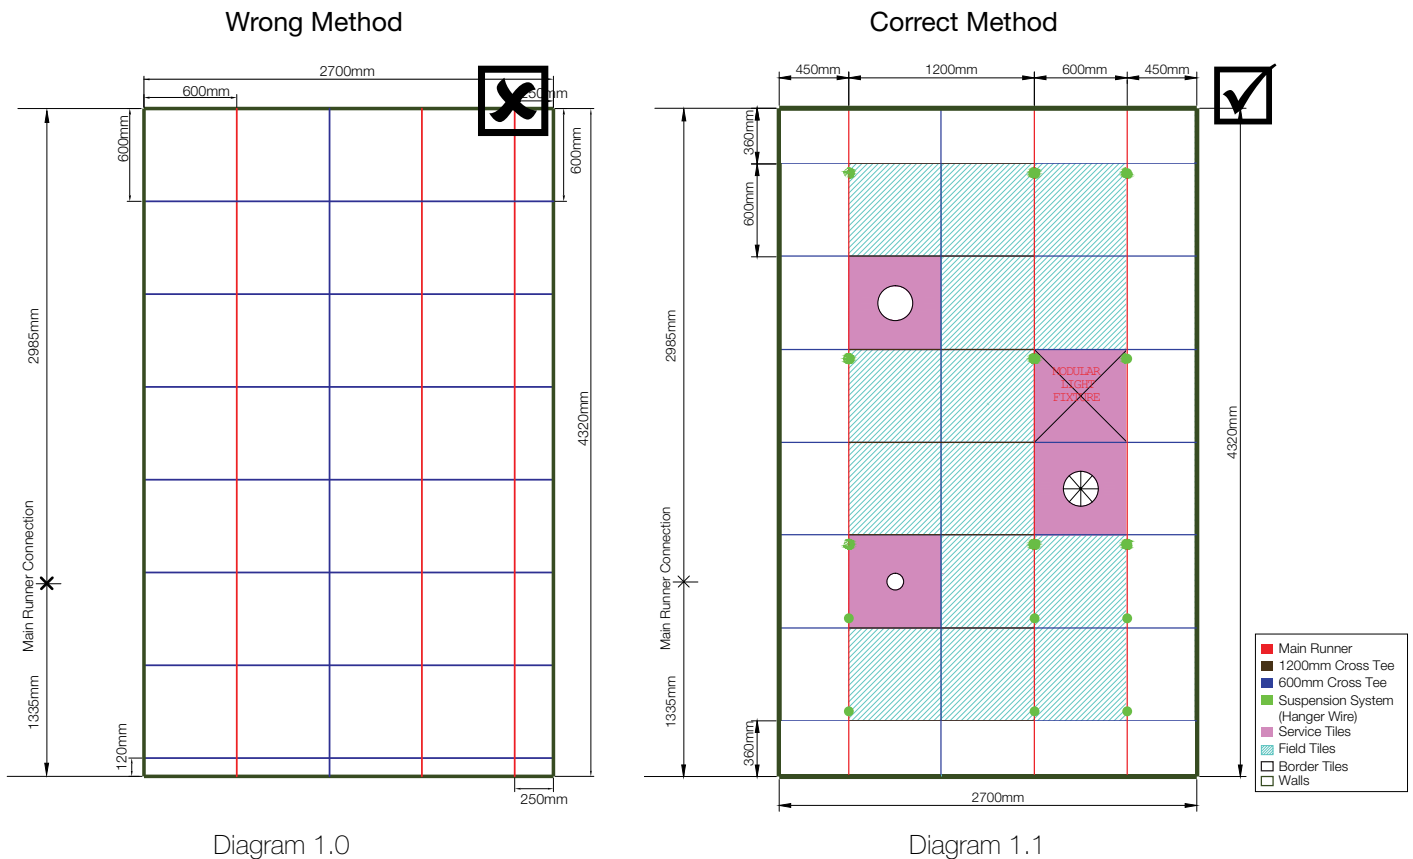 Wrong Method
Correct Method
2700mm
600mm
250mm
600mm
600mm
2985mm
4320mm
Main Runner Connection
1335mm
120mm
250mm
Diagram 1.0
450mm
1200mm
600mm
450mm
360mm
600mm
2985mm
MODULAR
LIGHT
FIXTURE
4320mm
Main Runner Connection
1335mm
360mm
2700mm
Main Runner
1200mm Cross Tee
600mm Cross Tee
Suspension System
(Hanger Wire)
Service Tiles
Field Tiles
Border Tiles
Walls
Diagram 1.1